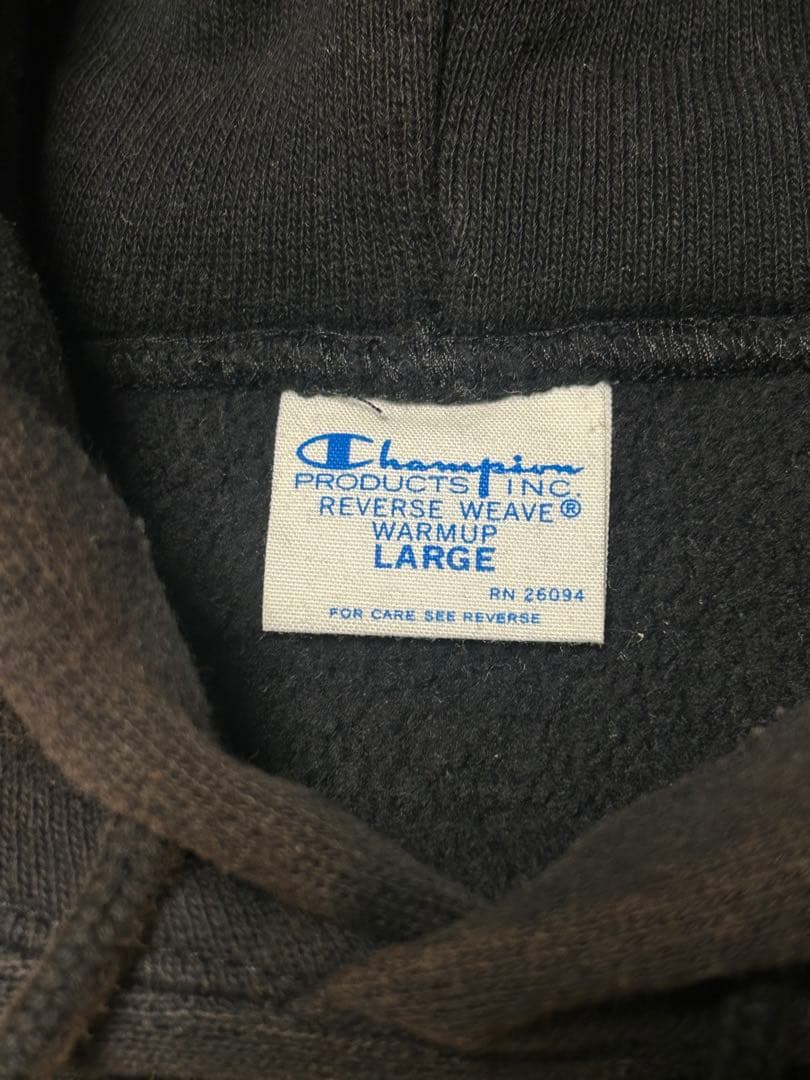 Champion
PRODUCTS INC.
REVERSE WEAVE®
WARMUP
LARGE
RN 26094
FOR CARE SEE REVERSE